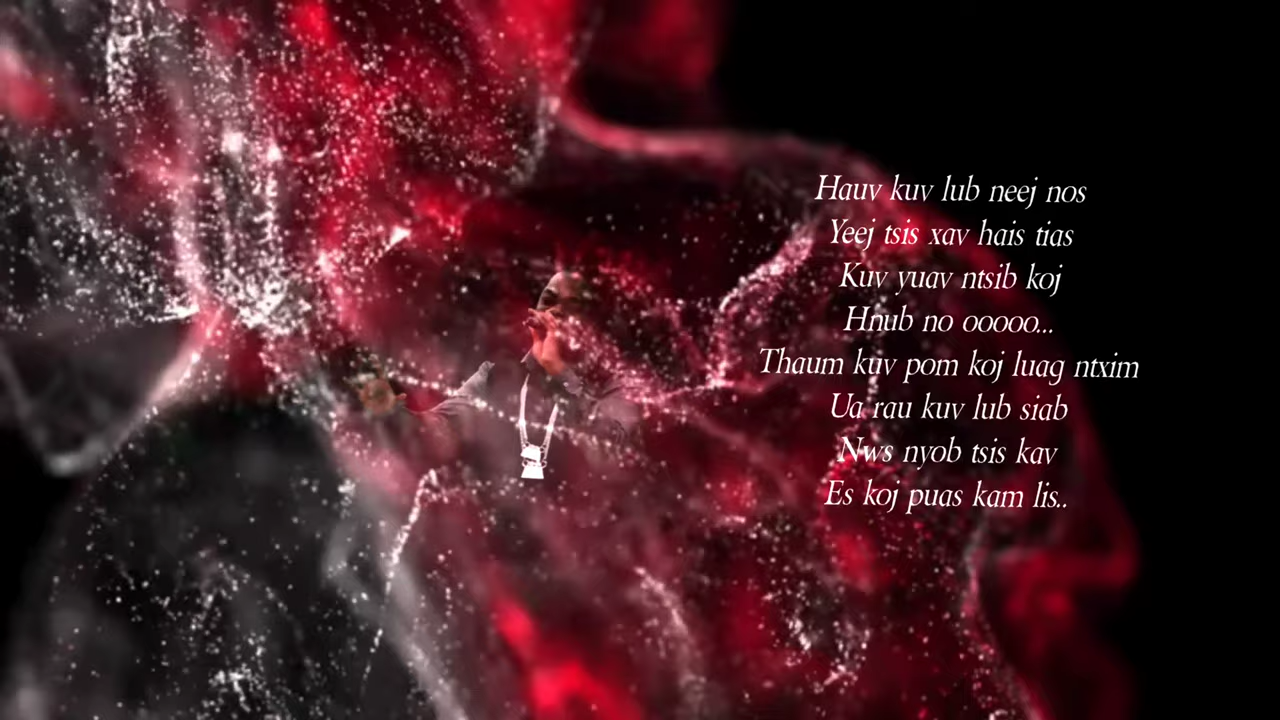 Hauv kuv lub neej nos
Yeej tsis xav hais tias
Kuv yuav ntsib koj
Hnub no ooooo...
Thaum kuv pom koj luag ntxim
Ua rau kuv lub siab
Nws nyob tsis kav
Es koj puas kam lis..